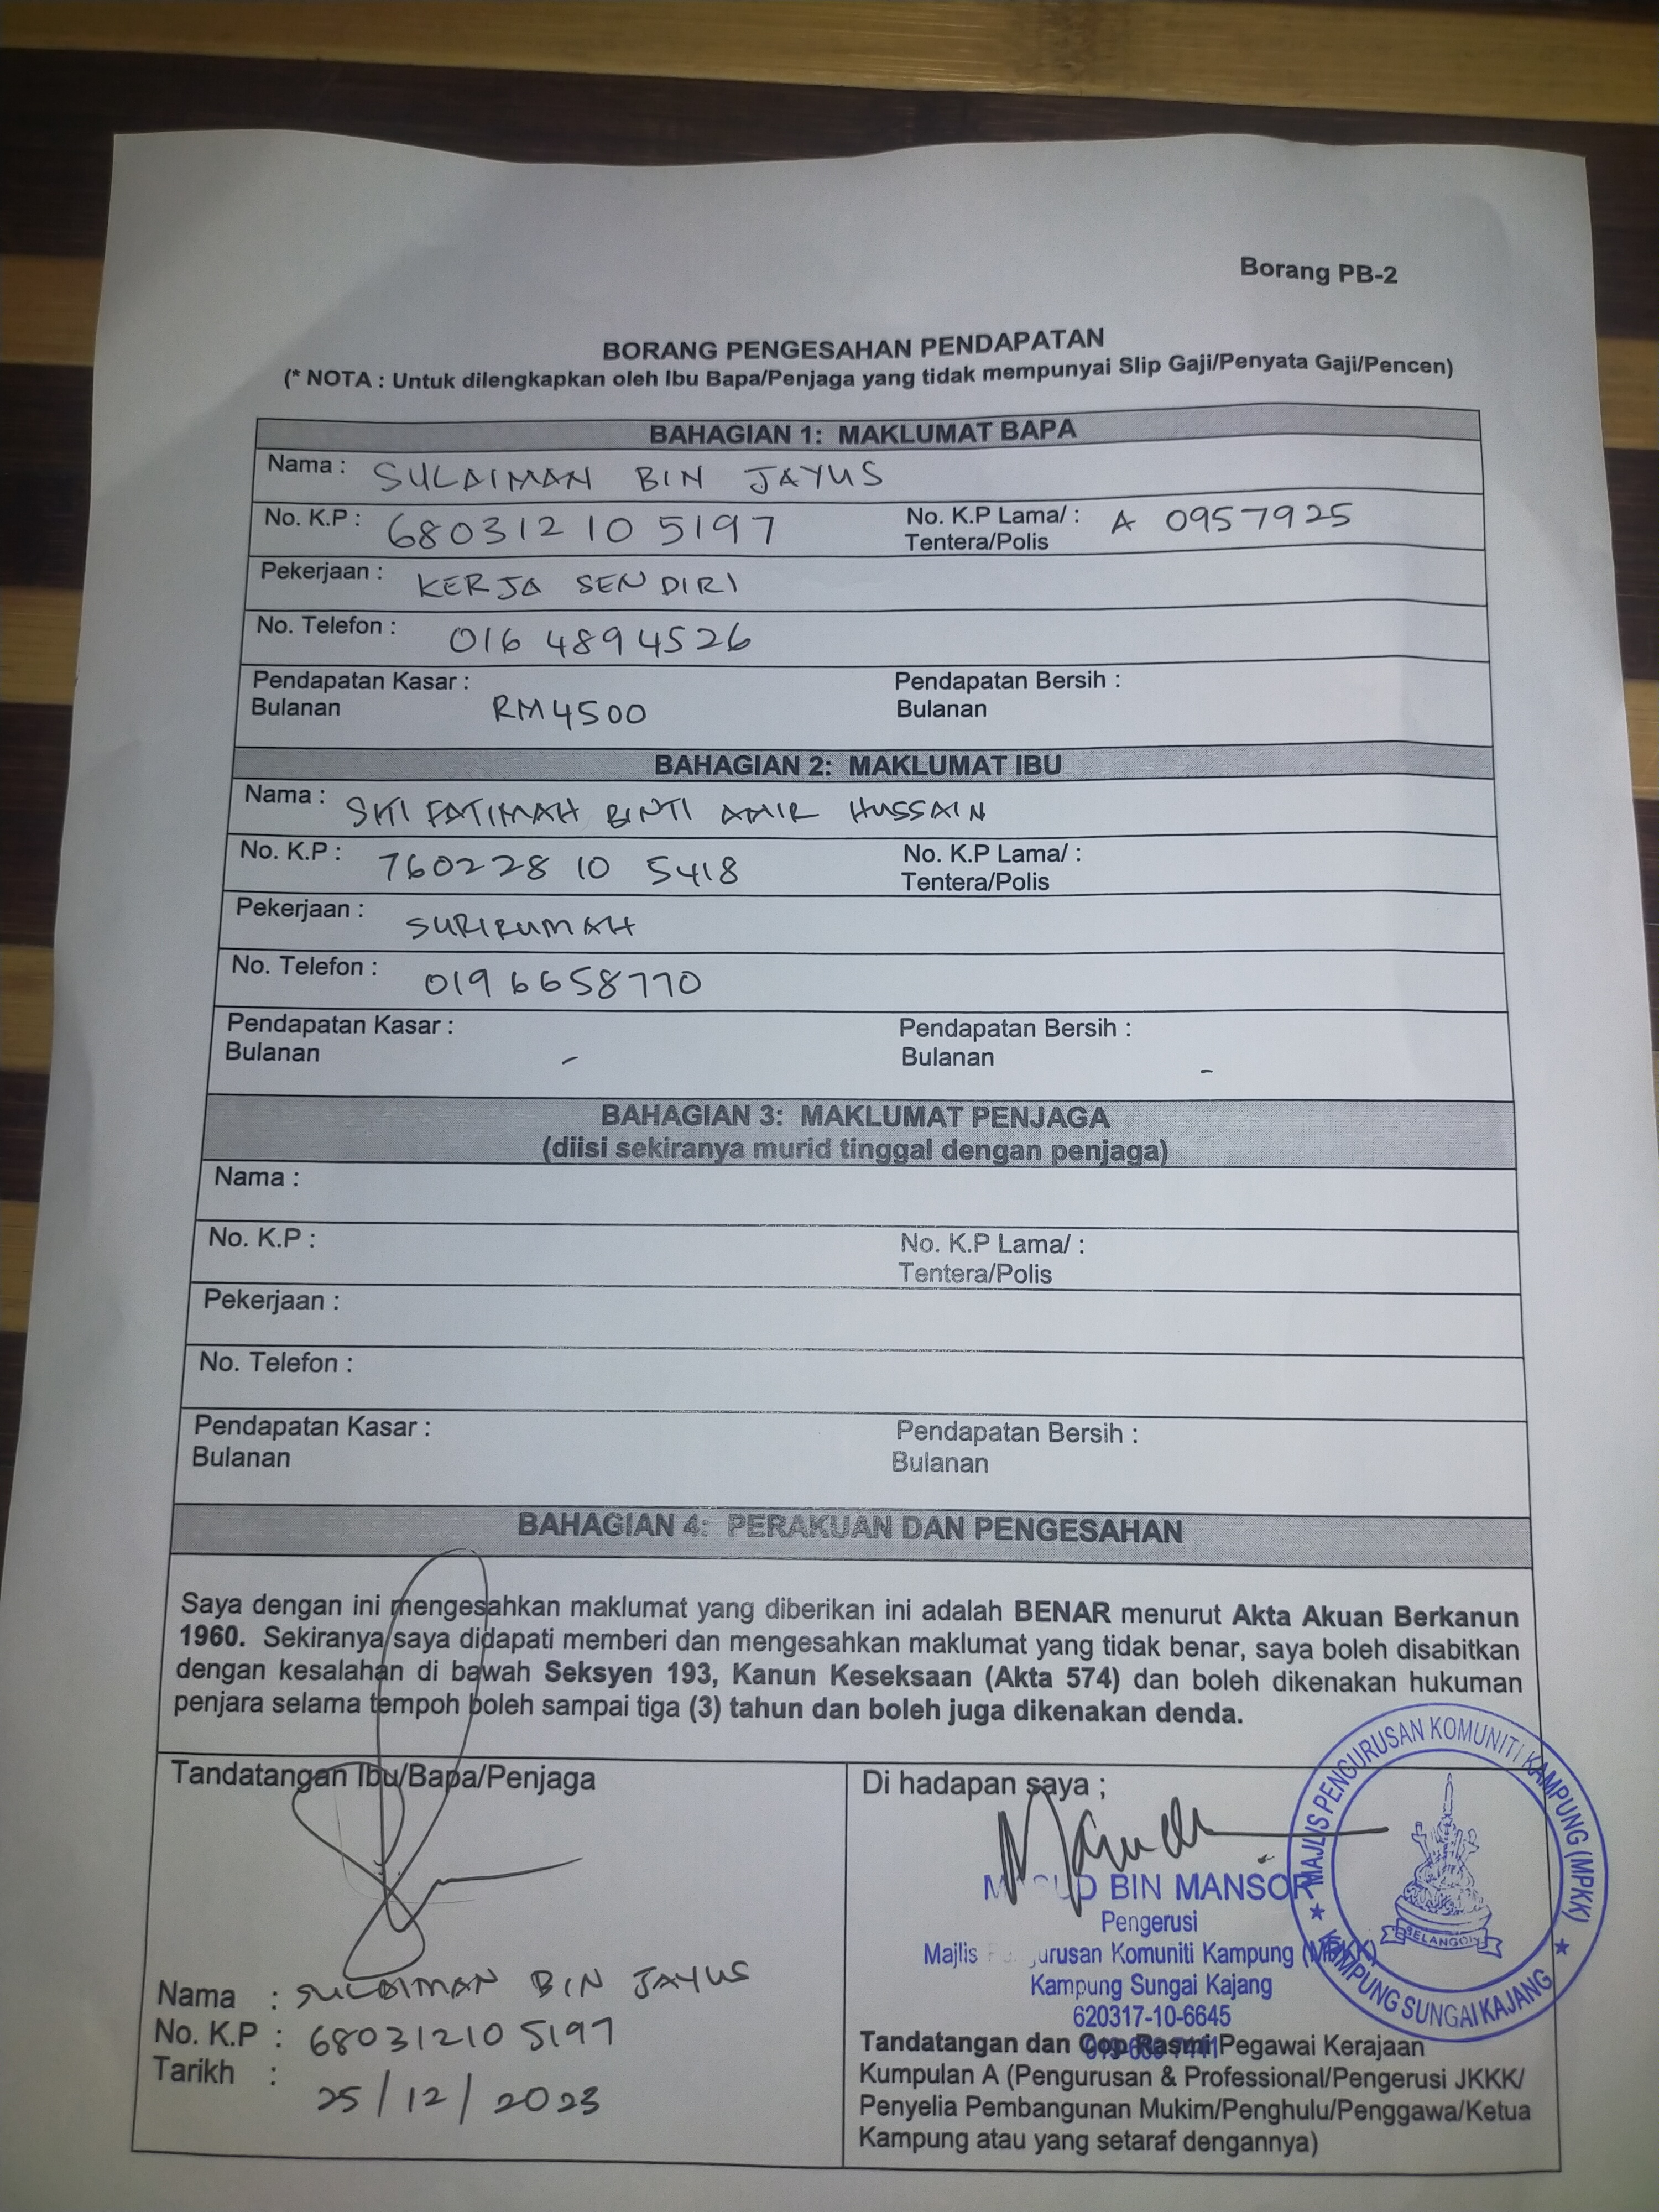 Borang PB-2
BORANG PENGESAHAN PENDAPATAN
(* NOTA : Untuk dilengkapkan oleh Ibu Bapa/Penjaga yang tidak mempunyai Slip Gaji/Penyata Gaji/Pencen)
BAHAGIAN 1: MAKLUMAT BAPA
Nama : SULAIMAN BIN JAYUS
No. K.P : 680312 10 5197 No. K.P Lama/ : A 0957925
Tentera/Polis
Pekerjaan : KERJA SENDIRI
No. Telefon : 016 4894526
Pendapatan Kasar : Pendapatan Bersih :
Bulanan RM4500 Bulanan
BAHAGIAN 2: MAKLUMAT IBU
Nama : SITI FATIMAH BINTI AMIR HUSSAIN
No. K.P : 760228 10 5418 No. K.P Lama/ :
Tentera/Polis
Pekerjaan : SURIRUMAH
No. Telefon : 019 6658770
Pendapatan Kasar : Pendapatan Bersih :
Bulanan - Bulanan -
BAHAGIAN 3: MAKLUMAT PENJAGA
(diisi sekiranya murid tinggal dengan penjaga)
Nama :
No. K.P : No. K.P Lama/ :
Tentera/Polis
Pekerjaan :
No. Telefon :
Pendapatan Kasar : Pendapatan Bersih :
Bulanan Bulanan
BAHAGIAN 4: PERAKUAN DAN PENGESAHAN
Saya dengan ini mengesahkan maklumat yang diberikan ini adalah BENAR menurut Akta Akuan Berkanun
1960. Sekiranya saya didapati memberi dan mengesahkan maklumat yang tidak benar, saya boleh disabitkan
dengan kesalahan di bawah Seksyen 193, Kanun Keseksaan (Akta 574) dan boleh dikenakan hukuman
penjara selama tempoh boleh sampai tiga (3) tahun dan boleh juga dikenakan denda.
Tandatangan Ibu/Bapa/Penjaga
Nama : SULAIMAN BIN JAYUS
No. K.P : 680312105197
Tarikh : 25/12/2023
Di hadapan saya ;
BIN MANSOR
Pengerusi
Majlis Pengurusan Komuniti Kampung (MPKK)
Kampung Sungai Kajang
620317-10-6645
Tandatangan dan Cop Rasmi Pegawai Kerajaan
Kumpulan A (Pengurusan & Professional/Pengerusi JKKK/
Penyelia Pembangunan Mukim/Penghulu/Penggawa/Ketua
Kampung atau yang setaraf dengannya)
MAJLIS PENGURUSAN KOMUNITI KAMPUNG (MPKK)
KAMPUNG SUNGAI KAJANG
SELANGOR